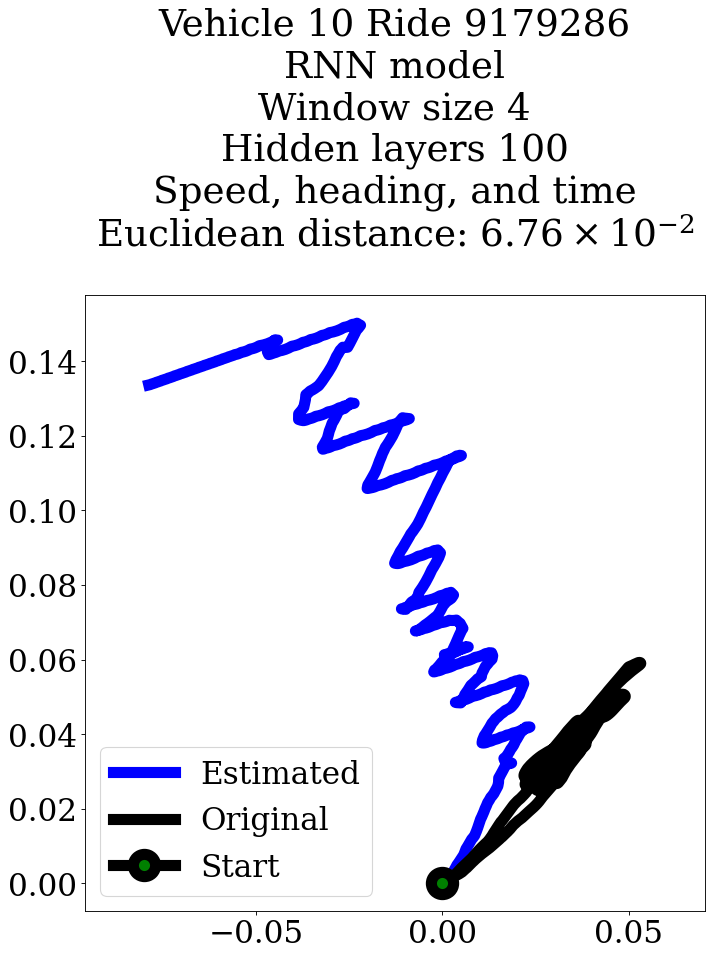 Vehicle 10 Ride 9179286
RNN model
Window size 4
Hidden layers 100
Speed, heading, and time
Euclidean distance: 6.76 × 10⁻²
0.14
0.12
0.10
0.08
0.06
0.04
0.02
0.00
Estimated
Original
Start
−0.05 0.00 0.05